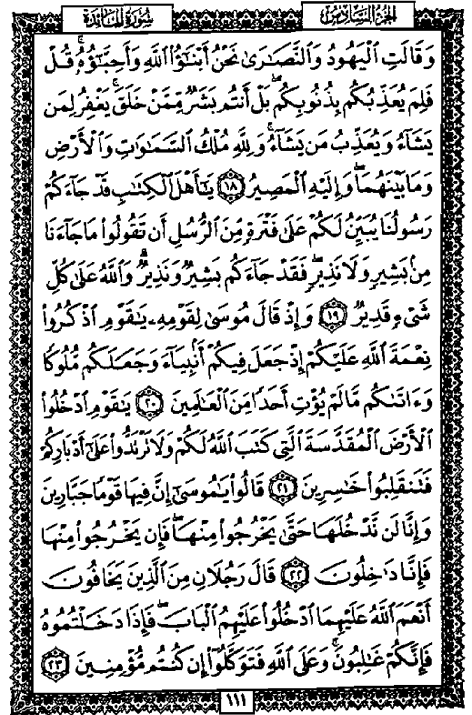 الجزء السادس
سورة المائدة
وَقَالَتِ الْيَهُودُ وَالنَّصَارَىٰ نَحْنُ أَبْنَاؤُا اللَّهِ وَأَحِبَّاؤُهُ ۚ قُلْ
فَلِمَ يُعَذِّبُكُم بِذُنُوبِكُم ۖ بَلْ أَنتُم بَشَرٌ مِّمَّنْ خَلَقَ ۚ يَغْفِرُ لِمَن
يَشَاءُ وَيُعَذِّبُ مَن يَشَاءُ ۚ وَلِلَّهِ مُلْكُ السَّمَاوَاتِ وَالْأَرْضِ
وَمَا بَيْنَهُمَا ۖ وَإِلَيْهِ الْمَصِيرُ ١٨ يَا أَهْلَ الْكِتَابِ قَدْ جَاءَكُمْ
رَسُولُنَا يُبَيِّنُ لَكُمْ عَلَىٰ فَتْرَةٍ مِّنَ الرُّسُلِ أَن تَقُولُوا مَا جَاءَنَا
مِن بَشِيرٍ وَلَا نَذِيرٍ ۖ فَقَدْ جَاءَكُم بَشِيرٌ وَنَذِيرٌ ۗ وَاللَّهُ عَلَىٰ كُلِّ
شَيْءٍ قَدِيرٌ ١٩ وَإِذْ قَالَ مُوسَىٰ لِقَوْمِهِ يَا قَوْمِ اذْكُرُوا
نِعْمَةَ اللَّهِ عَلَيْكُمْ إِذْ جَعَلَ فِيكُمْ أَنبِيَاءَ وَجَعَلَكُم مُّلُوكًا
وَءَاتَاكُم مَّا لَمْ يُؤْتِ أَحَدًا مِّنَ الْعَالَمِينَ ٢٠ يَا قَوْمِ ادْخُلُوا
الْأَرْضَ الْمُقَدَّسَةَ الَّتِي كَتَبَ اللَّهُ لَكُمْ وَلَا تَرْتَدُّوا عَلَىٰ أَدْبَارِكُمْ
فَتَنقَلِبُوا خَاسِرِينَ ٢١ قَالُوا يَا مُوسَىٰ إِنَّ فِيهَا قَوْمًا جَبَّارِينَ
وَإِنَّا لَن نَّدْخُلَهَا حَتَّىٰ يَخْرُجُوا مِنْهَا ۖ فَإِن يَخْرُجُوا مِنْهَا
فَإِنَّا دَاخِلُونَ ٢٢ قَالَ رَجُلَانِ مِنَ الَّذِينَ يَخَافُونَ
أَنْعَمَ اللَّهُ عَلَيْهِمَا ادْخُلُوا عَلَيْهِمُ الْبَابَ ۖ فَإِذَا دَخَلْتُمُوهُ
فَإِنَّكُمْ غَالِبُونَ ۚ وَعَلَى اللَّهِ فَتَوَكَّلُوا إِن كُنتُم مُّؤْمِنِينَ ٢٣
١١١